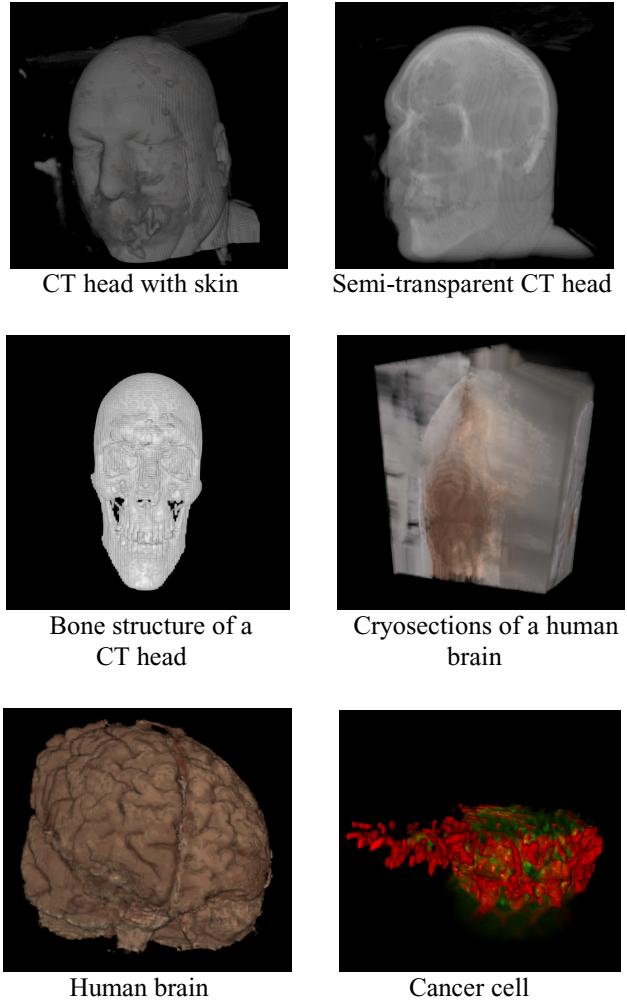 CT head with skin
Semi-transparent CT head
Bone structure of a
CT head
Cryosections of a human
brain
Human brain
Cancer cell